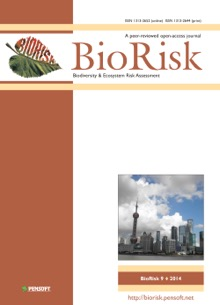 ISSN 1313-2652 (online) ISSN 1313-2644 (print)
A peer-reviewed open-access journal
BIORISK
BioRisk
Biodiversity & Ecosystem Risk Assessment
BioRisk 9 • 2014
PENSOFT
http://biorisk.pensoft.net